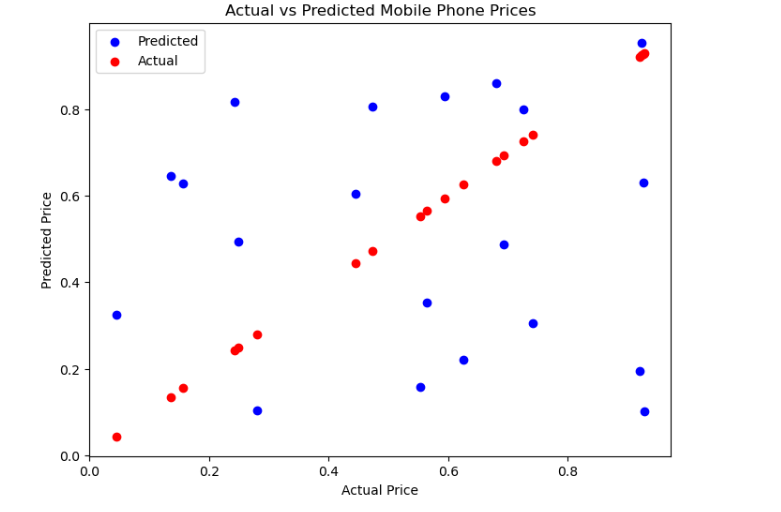 Actual vs Predicted Mobile Phone Prices
Predicted
Actual
Predicted Price
0.8
0.6
0.4
0.2
0.0
0.0 0.2 0.4 0.6 0.8
Actual Price